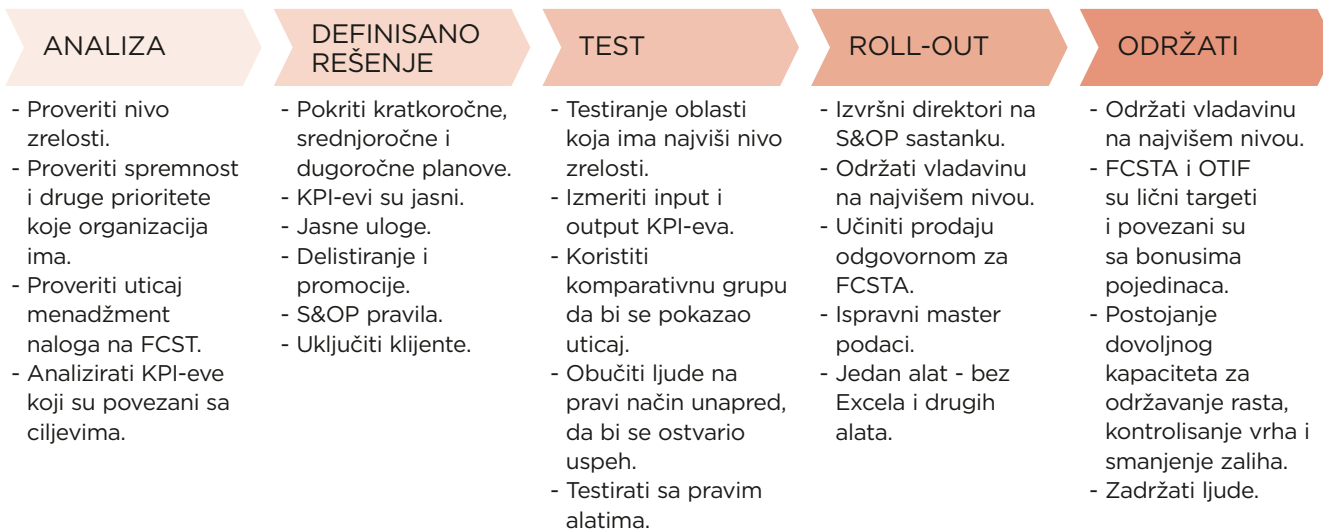 ANALIZA
- Proveriti nivo
zrelosti.
- Proveriti spremnost
i druge prioritete
koje organizacija
ima.
- Proveriti uticaj
menadžment
naloga na FCST.
- Analizirati KPI-eve
koji su povezani sa
ciljevima.
DEFINISANO
REŠENJE
- Pokriti kratkoročne,
srednjoročne i
dugoročne planove.
- KPI-evi su jasni.
- Jasne uloge.
- Delistiranje i
promocije.
- S&OP pravila.
- Uključiti klijente.
TEST
- Testiranje oblasti
koja ima najviši nivo
zrelosti.
- Izmeriti input i
output KPI-eva.
- Koristiti
komparativnu grupu
da bi se pokazao
uticaj.
- Obučiti ljude na
pravi način unapred,
da bi se ostvario
uspeh.
- Testirati sa pravim
alatima.
ROLL-OUT
- Izvršni direktori na
S&OP sastanku.
- Održati vladavinu
na najvišem nivou.
- Učiniti prodaju
odgovornom za
FCSTA.
- Ispravni master
podaci.
- Jedan alat - bez
Excela i drugih
alata.
ODRŽATI
- Održati vladavinu
na najvišem nivou.
- FCSTA i OTIF
su lični targeti
i povezani su
sa bonusima
pojedinaca.
- Postojanje
dovoljnog
kapaciteta za
održavanje rasta,
kontrolisanje vrha i
smanjenje zaliha.
- Zadržati ljude.